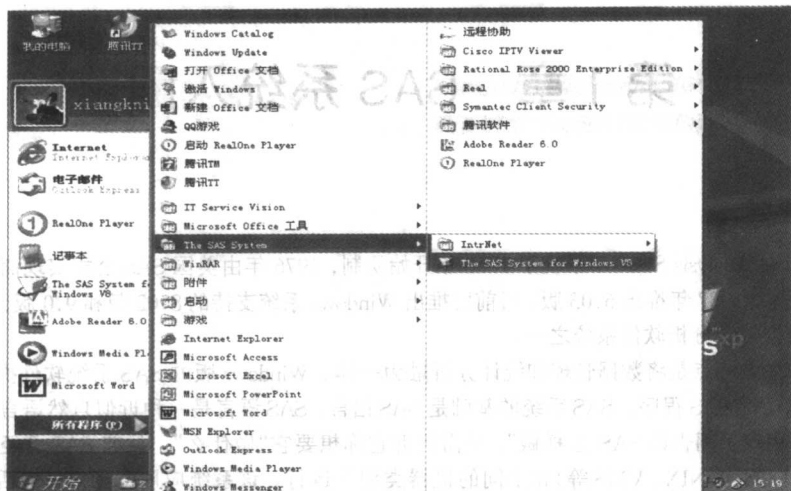 我的电脑
腾讯TT
xiangkni
Internet
Internet Explorer
电子邮件
Outlook Express
RealOne Player
记事本
The SAS System f
Windows V8
Adobe Reader 6.0
Windows Media Pl
Microsoft Word
所有程序(P)
开始
Windows Catalog
Windows Update
打开 Office 文档
激活 Windows
新建 Office 文档
QQ游戏
启动 RealOne Player
腾讯TM
腾讯TT
IT Service Vision
Microsoft Office 工具
The SAS System
WinRAR
附件
启动
游戏
Internet Explorer
Microsoft Access
Microsoft Excel
Microsoft PowerPoint
Microsoft Word
MSN Explorer
Outlook Express
Windows Media Player
Windows Messenger
远程协助
Cisco IPTV Viewer
Rational Rose 2000 Enterprise Edition
Real
Symantec Client Security
腾讯软件
Adobe Reader 6.0
RealOne Player
IntrNet
The SAS System for Windows V8
xp
15:19